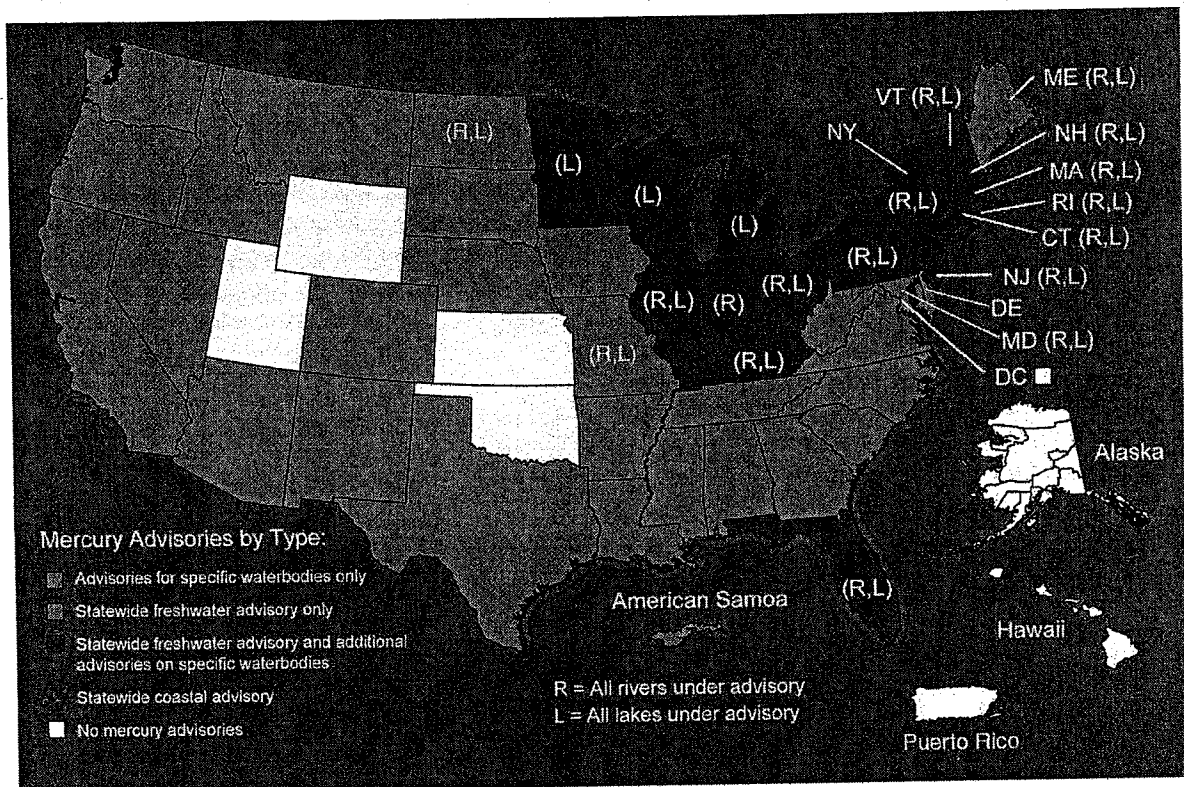 ME (R,L)
VT (R,L)
NY
NH (R,L)
(R,L)
(L)
MA (R,L)
(L)
(R,L)
RI (R,L)
(L)
CT (R,L)
(R,L)
NJ (R,L)
(R,L)
(R,L)
(R)
DE
MD (R,L)
(R,L)
(R,L)
DC
Alaska
Mercury Advisories by Type:
Advisories for specific waterbodies only
Statewide freshwater advisory only
Statewide freshwater advisory and additional
advisories on specific waterbodies
Statewide coastal advisory
No mercury advisories
American Samoa
(R,L)
Hawaii
R = All rivers under advisory
L = All lakes under advisory
Puerto Rico